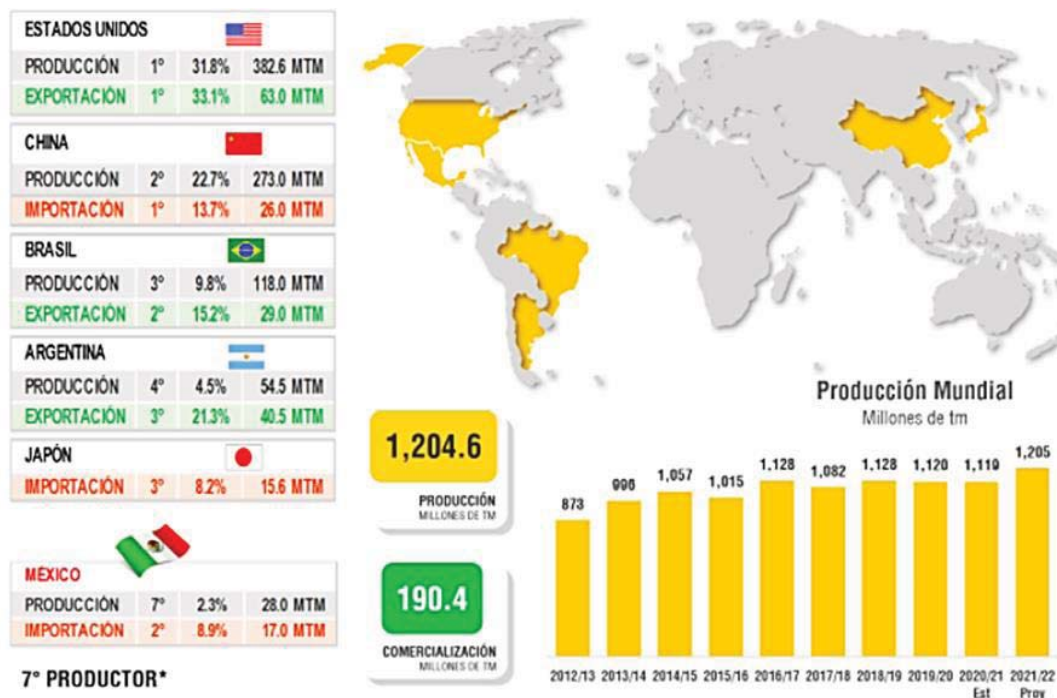 ESTADOS UNIDOS
PRODUCCIÓN 1° 31.8% 382.6 MTM
EXPORTACIÓN 1° 33.1% 63.0 MTM
CHINA
PRODUCCIÓN 2° 22.7% 273.0 MTM
IMPORTACIÓN 1° 13.7% 26.0 MTM
BRASIL
PRODUCCIÓN 3° 9.8% 118.0 MTM
EXPORTACIÓN 2° 15.2% 29.0 MTM
ARGENTINA
PRODUCCIÓN 4° 4.5% 54.5 MTM
EXPORTACIÓN 3° 21.3% 40.5 MTM
JAPÓN
IMPORTACIÓN 3° 8.2% 15.6 MTM
MÉXICO
PRODUCCIÓN 7° 2.3% 28.0 MTM
IMPORTACIÓN 2° 8.9% 17.0 MTM
7° PRODUCTOR*
1,204.6
PRODUCCIÓN
MILLONES DE TM
190.4
COMERCIALIZACIÓN
MILLONES DE TM
Producción Mundial
Millones de tm
873 996 1,057 1,015 1,128 1,082 1,128 1,120 1,119 1,205
2012/13 2013/14 2014/15 2015/16 2016/17 2017/18 2018/19 2019/20 2020/21 2021/22
Est Proy